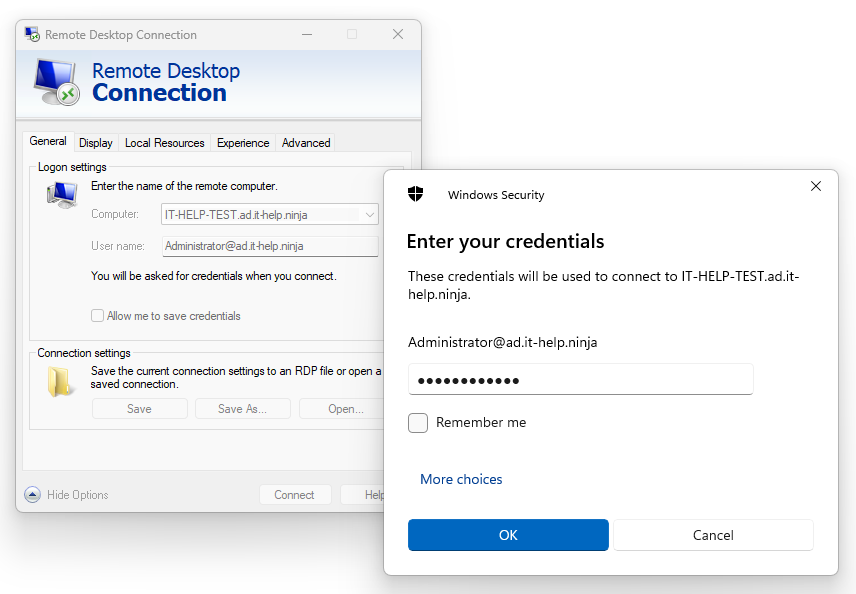 Remote Desktop Connection
Remote Desktop
Connection
General Display Local Resources Experience Advanced
Logon settings
Enter the name of the remote computer.
Computer: IT-HELP-TEST.ad.it-help.ninja
User name: Administrator@ad.it-help.ninja
You will be asked for credentials when you connect.
Allow me to save credentials
Connection settings
Save the current connection settings to an RDP file or open a
saved connection.
Save Save As... Open...
Hide Options Connect Help
Windows Security
Enter your credentials
These credentials will be used to connect to IT-HELP-TEST.ad.it-
help.ninja.
Administrator@ad.it-help.ninja
●●●●●●●●●●●●
Remember me
More choices
OK Cancel